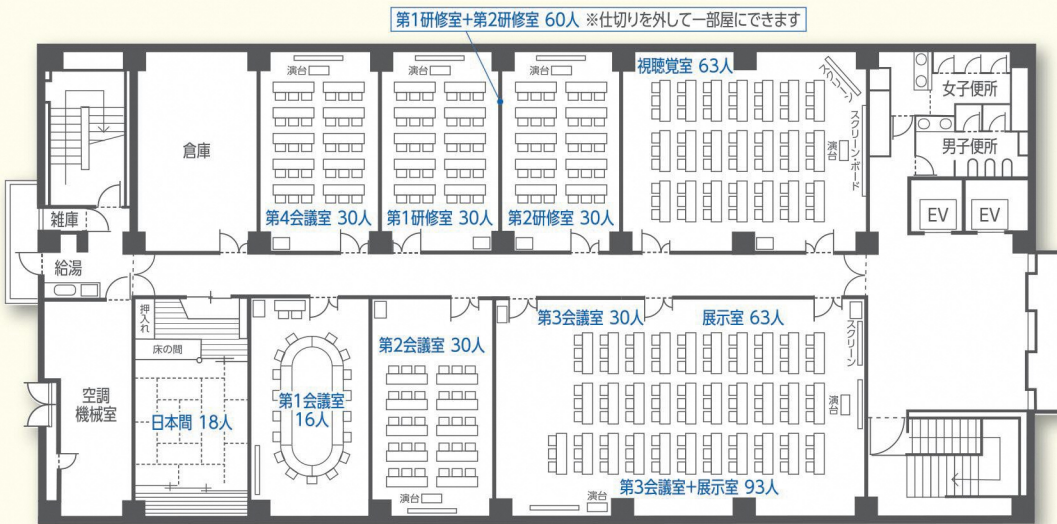 第1研修室+第2研修室 60人 ※仕切りを外して一部屋にできます
倉庫
演台
第4会議室 30人
演台
第1研修室 30人
演台
第2研修室 30人
視聴覚室 63人
スクリーン
スクリーン・ボード
演台
女子便所
男子便所
EV
EV
雑庫
給湯
空調
機械室
押入れ
床の間
日本間 18人
第1会議室
16人
第2会議室 30人
演台
第3会議室 30人
展示室 63人
スクリーン
演台
第3会議室+展示室 93人
演台